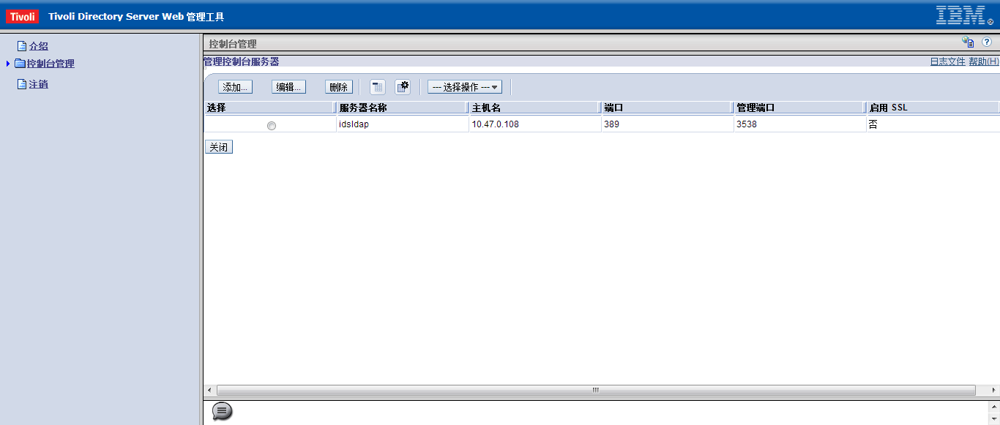 Tivoli Tivoli Directory Server Web 管理工具 IBM
介绍
控制台管理
注销
控制台管理
管理控制台服务器 日志文件 帮助(H)
添加... 编辑... 删除 --- 选择操作 ---
选择 服务器名称 主机名 端口 管理端口 启用 SSL
idsldap 10.47.0.108 389 3538 否
关闭